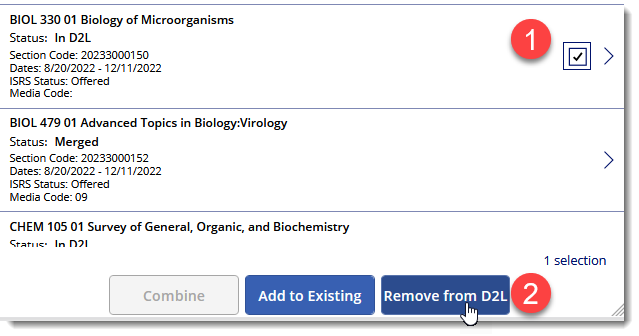 BIOL 330 01 Biology of Microorganisms
Status: In D2L
1
Section Code: 20233000150
Dates: 8/20/2022 - 12/11/2022
ISRS Status: Offered
Media Code:
BIOL 479 01 Advanced Topics in Biology:Virology
Status: Merged
Section Code: 20233000152
Dates: 8/20/2022 - 12/11/2022
ISRS Status: Offered
Media Code: 09
CHEM 105 01 Survey of General, Organic, and Biochemistry
Status: In D2L
1 selection
Combine
Add to Existing
Remove from D2L
2